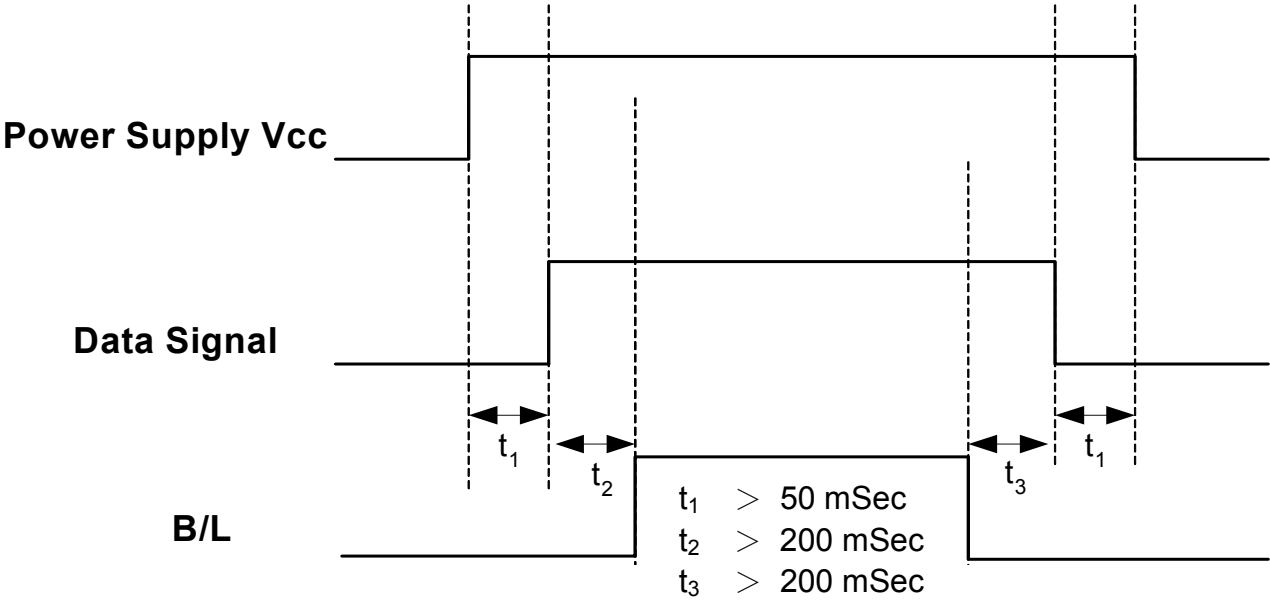 Power Supply Vcc
Data Signal
t1
t1
t2
t3
B/L
t1 > 50 mSec
t2 > 200 mSec
t3 > 200 mSec